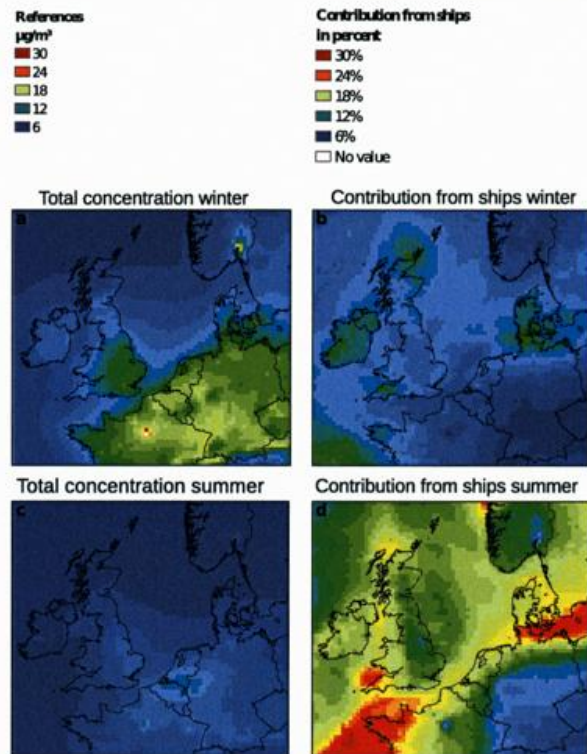 References
µg/m³
30
24
18
12
6
Contribution from ships
in percent
30%
24%
18%
12%
6%
No value
Total concentration winter
Contribution from ships winter
a
b
Total concentration summer
Contribution from ships summer
c
d